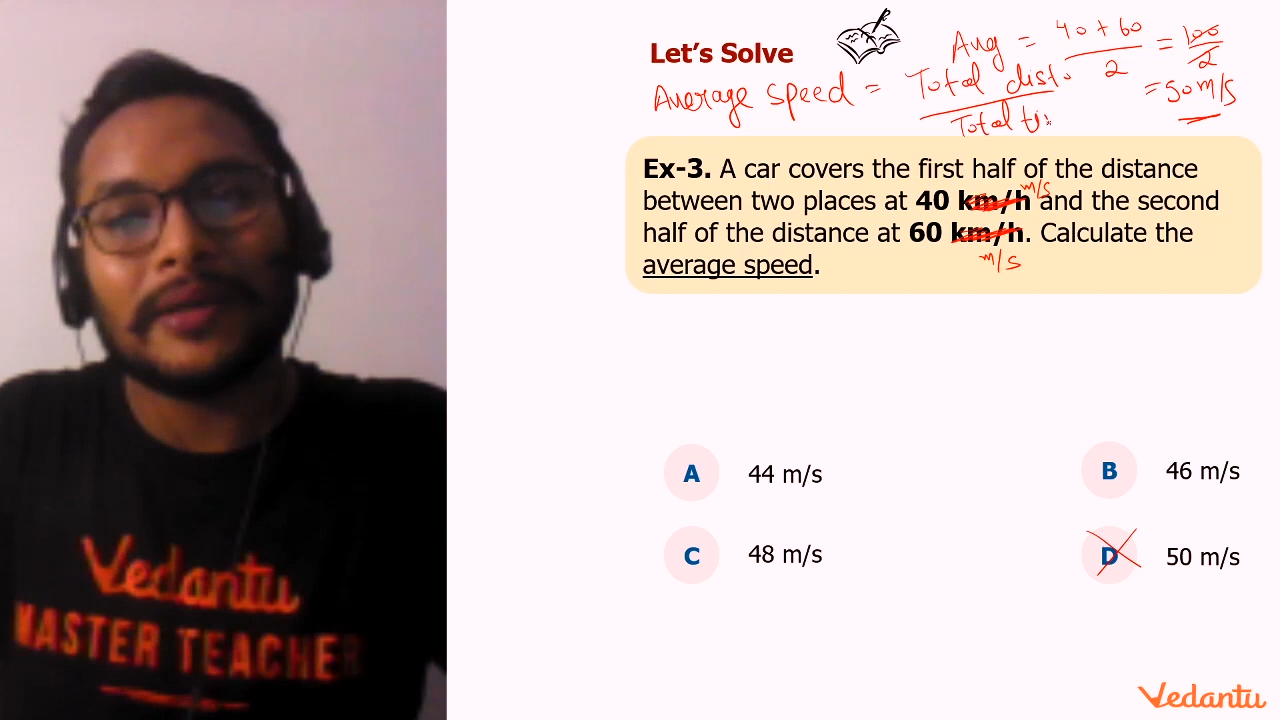 Let's Solve
Avg = 40 + 60 / 2 = 100 / 2
= 50 m/s
Average speed = Total dist. / Total ti
Ex-3. A car covers the first half of the distance
between two places at 40 km/h m/s and the second
half of the distance at 60 km/h. Calculate the
m/s
average speed.
A 44 m/s
B 46 m/s
C 48 m/s
D 50 m/s
Vedantu
MASTER TEACHER
Vedantu